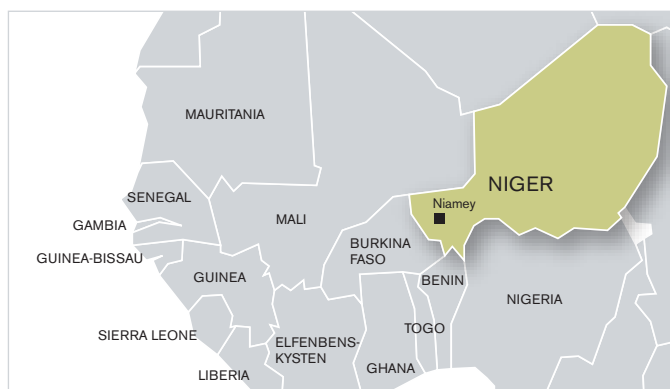 MAURITANIA
NIGER
SENEGAL
Niamey
GAMBIA
MALI
BURKINA
FASO
GUINEA-BISSAU
GUINEA
BENIN
NIGERIA
SIERRA LEONE
TOGO
ELFENBENS-
KYSTEN
GHANA
LIBERIA